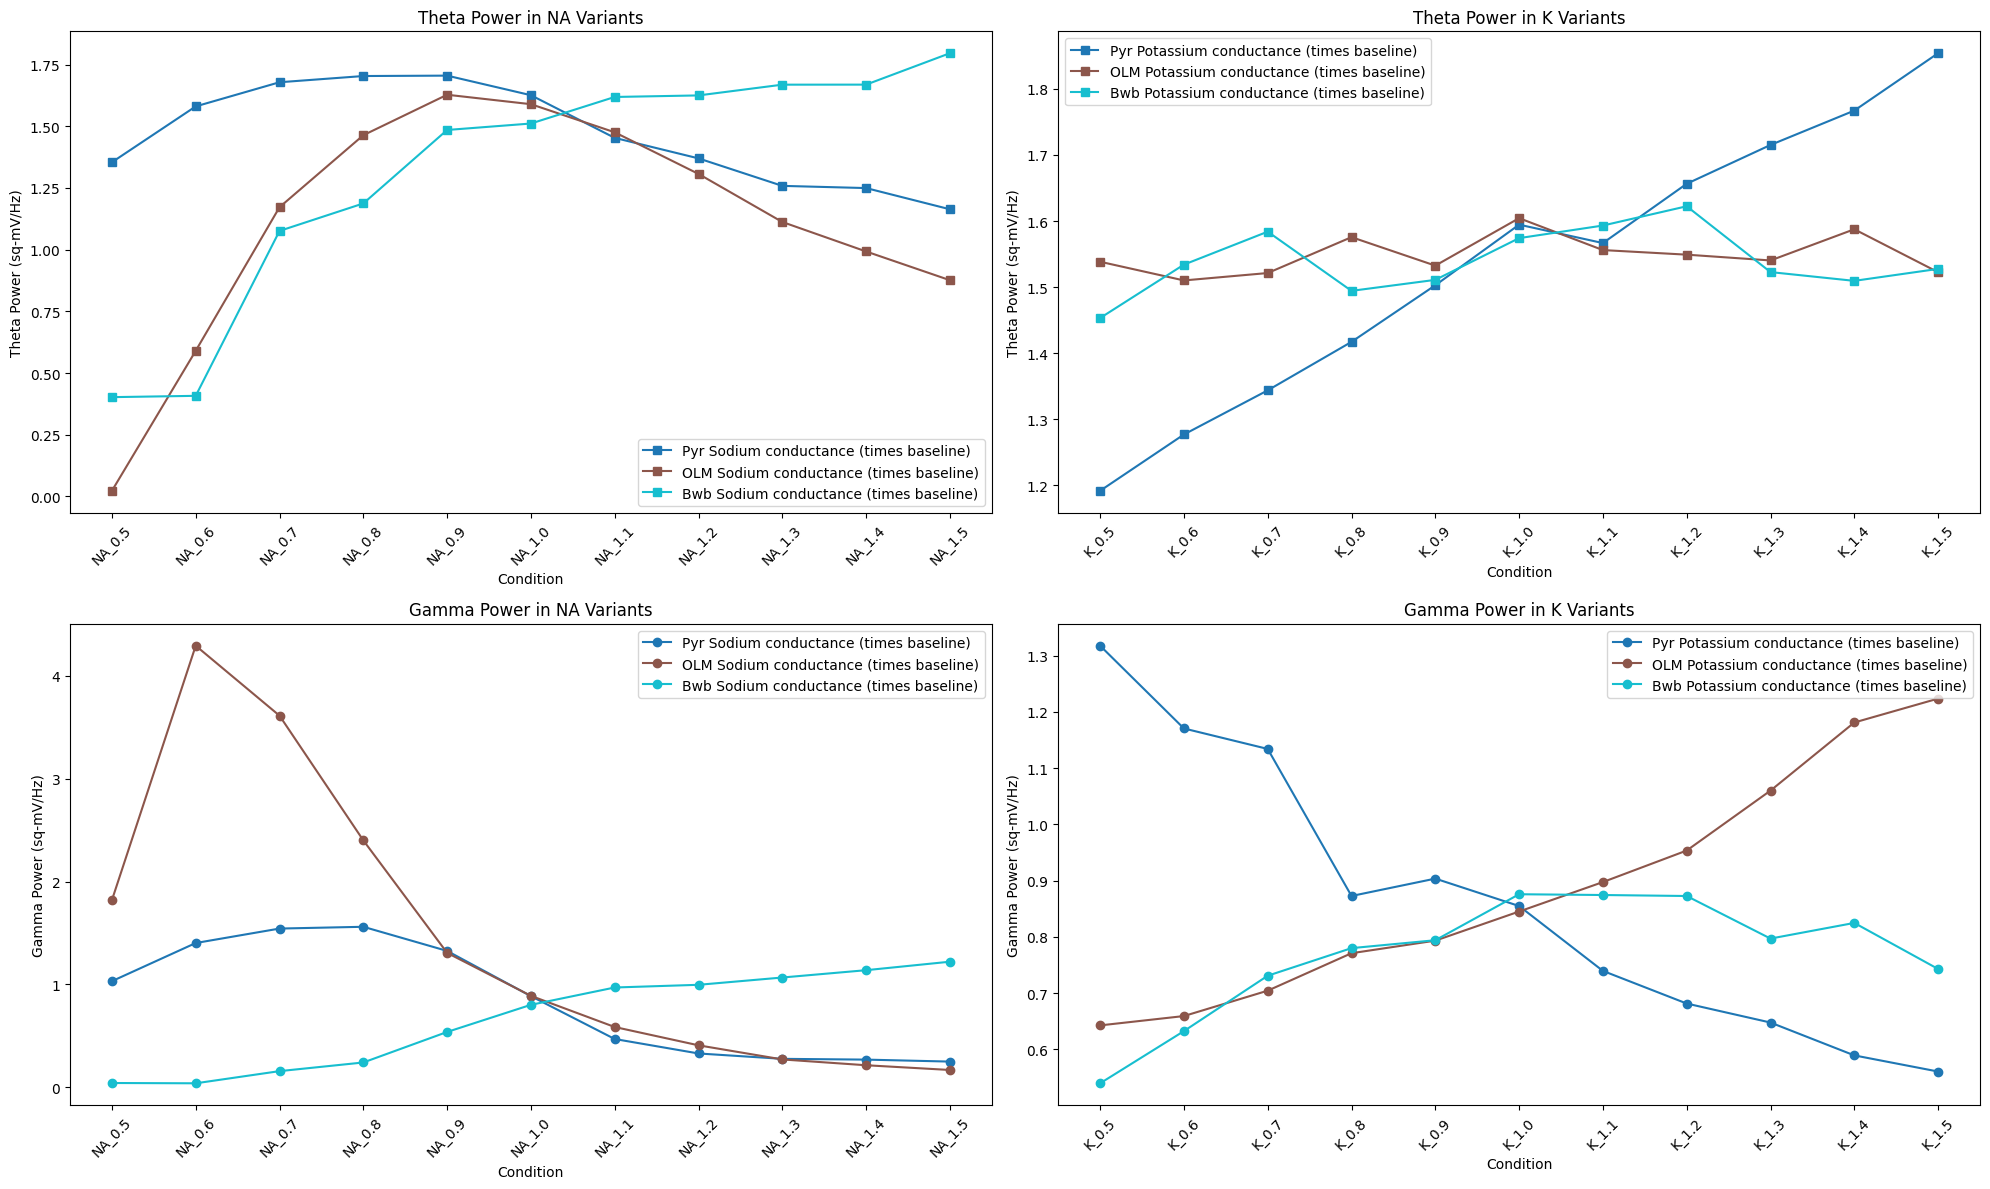 Theta Power in NA Variants
Theta Power (sq-mV/Hz)
1.75
1.50
1.25
1.00
0.75
0.50
0.25
0.00
Pyr Sodium conductance (times baseline)
OLM Sodium conductance (times baseline)
Bwb Sodium conductance (times baseline)
NA_0.5 NA_0.6 NA_0.7 NA_0.8 NA_0.9 NA_1.0 NA_1.1 NA_1.2 NA_1.3 NA_1.4 NA_1.5
Condition
Theta Power in K Variants
Theta Power (sq-mV/Hz)
Pyr Potassium conductance (times baseline)
OLM Potassium conductance (times baseline)
Bwb Potassium conductance (times baseline)
1.8
1.7
1.6
1.5
1.4
1.3
1.2
K_0.5 K_0.6 K_0.7 K_0.8 K_0.9 K_1.0 K_1.1 K_1.2 K_1.3 K_1.4 K_1.5
Condition
Gamma Power in NA Variants
Gamma Power (sq-mV/Hz)
Pyr Sodium conductance (times baseline)
OLM Sodium conductance (times baseline)
Bwb Sodium conductance (times baseline)
4
3
2
1
0
NA_0.5 NA_0.6 NA_0.7 NA_0.8 NA_0.9 NA_1.0 NA_1.1 NA_1.2 NA_1.3 NA_1.4 NA_1.5
Condition
Gamma Power in K Variants
Gamma Power (sq-mV/Hz)
Pyr Potassium conductance (times baseline)
OLM Potassium conductance (times baseline)
Bwb Potassium conductance (times baseline)
1.3
1.2
1.1
1.0
0.9
0.8
0.7
0.6
K_0.5 K_0.6 K_0.7 K_0.8 K_0.9 K_1.0 K_1.1 K_1.2 K_1.3 K_1.4 K_1.5
Condition